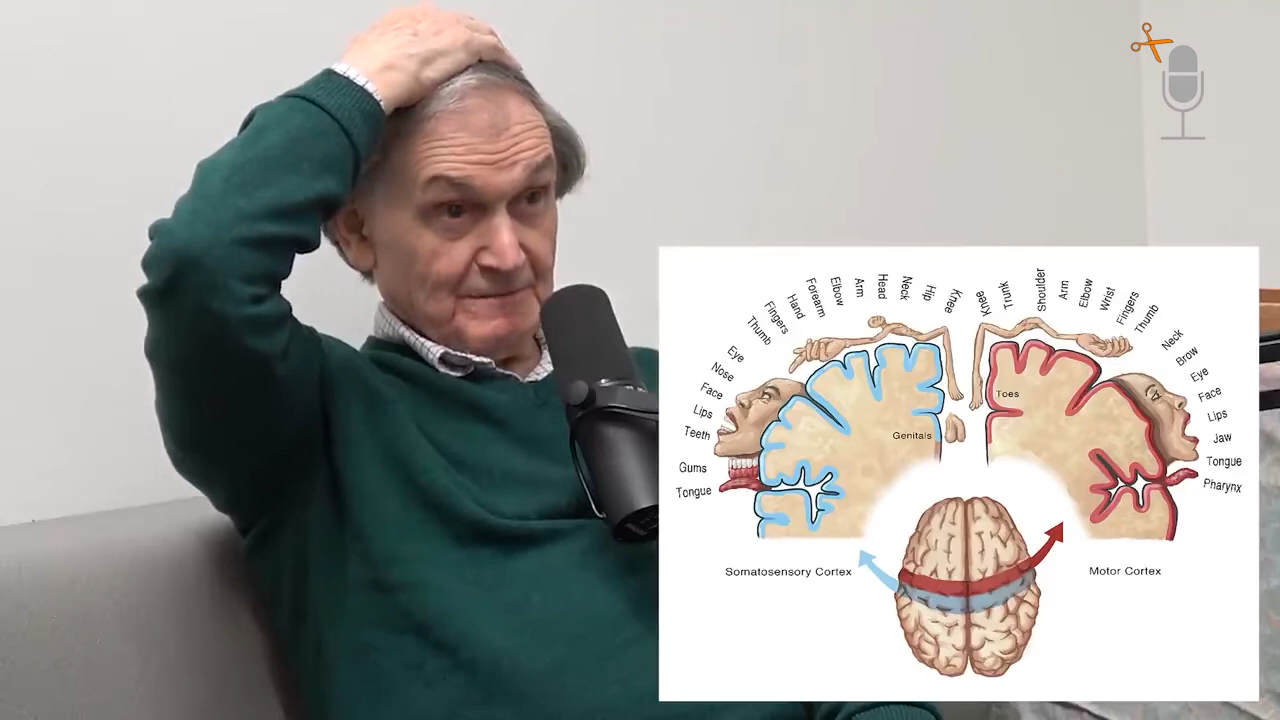 Tongue
Gums
Teeth
Lips
Face
Nose
Eye
Thumb
Fingers
Hand
Forearm
Elbow
Arm
Head
Neck
Hip
Knee
Genitals
Somatosensory Cortex
Knee
Trunk
Shoulder
Arm
Elbow
Wrist
Fingers
Thumb
Neck
Brow
Eye
Face
Lips
Jaw
Tongue
Pharynx
Toes
Motor Cortex